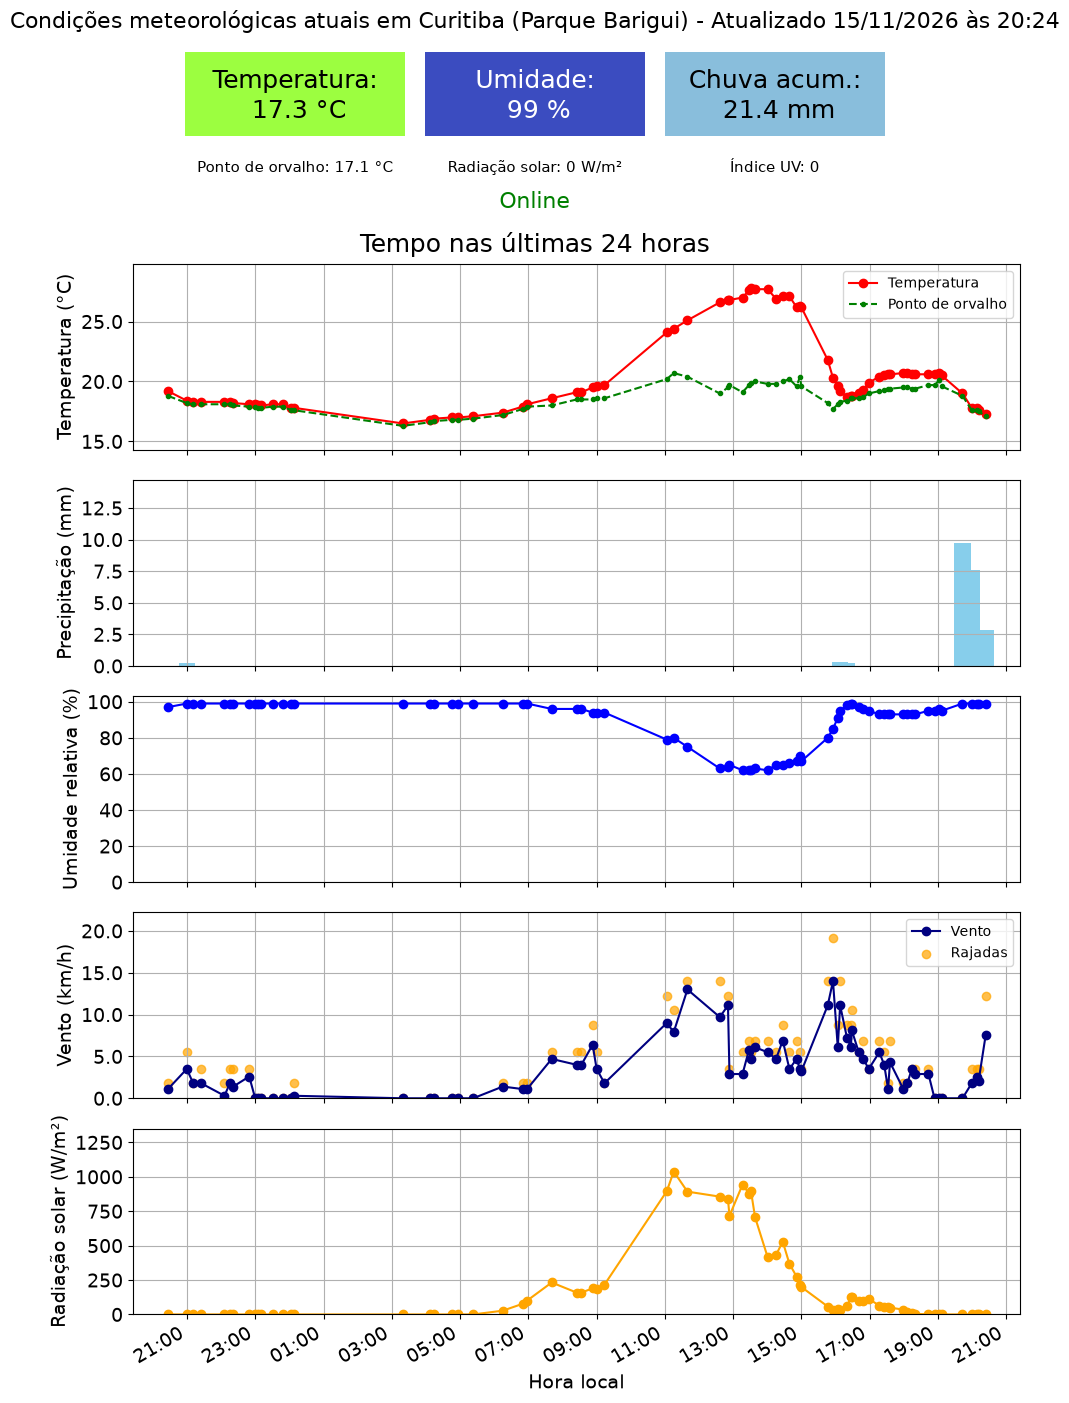 Condições meteorológicas atuais em Curitiba (Parque Barigui) - Atualizado 15/11/2026 às 20:24
Temperatura:
17.3 °C
Umidade:
99 %
Chuva acum.:
21.4 mm
Ponto de orvalho: 17.1 °C
Radiação solar: 0 W/m²
Índice UV: 0
Online
Tempo nas últimas 24 horas
Temperatura (°C)
25.0
20.0
15.0
Temperatura
Ponto de orvalho
Precipitação (mm)
12.5
10.0
7.5
5.0
2.5
0.0
Umidade relativa (%)
100
80
60
40
20
0
Vento (km/h)
20.0
15.0
10.0
5.0
0.0
Vento
Rajadas
Radiação solar (W/m²)
1250
1000
750
500
250
0
21:00
23:00
01:00
03:00
05:00
07:00
09:00
11:00
13:00
15:00
17:00
19:00
21:00
Hora local